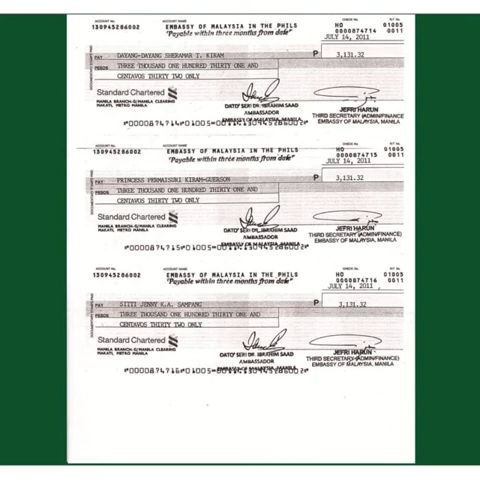 ACCOUNT No. ACCOUNT NAME CHECK No. RT No.
130945286002 EMBASSY OF MALAYSIA IN THE PHILS HO 01005
"Payable within three months from date" 0000874714 0011
JULY 14, 2011
PAY DAYANG-DAYANG SHERAMAR T. KIRAM P 3,131.32
PESOS THREE THOUSAND ONE HUNDRED THIRTY ONE AND
CENTAVOS THIRTY TWO ONLY
Standard Chartered
MANILA BRANCH-O/MANILA CLEARING
MAKATI, METRO MANILA
DATO' SERI DR. IBRAHIM SAAD
AMBASSADOR
EMBASSY OF MALAYSIA, MANILA
JEFRI HARUN
THIRD SECRETARY (ADMIN/FINANCE)
EMBASSY OF MALAYSIA, MANILA
ACCOUNT No. ACCOUNT NAME CHECK No. RT No.
130945286002 EMBASSY OF MALAYSIA IN THE PHILS HO 01005
"Payable within three months from date" 0000874715 0011
JULY 14, 2011
PAY PRINCESS PERMAISURI KIRAM-GUERSON P 3,131.32
PESOS THREE THOUSAND ONE HUNDRED THIRTY ONE AND
CENTAVOS THIRTY TWO ONLY
Standard Chartered
MANILA BRANCH-O/MANILA CLEARING
MAKATI, METRO MANILA
DATO' SERI DR. IBRAHIM SAAD
AMBASSADOR
EMBASSY OF MALAYSIA, MANILA
JEFRI HARUN
THIRD SECRETARY (ADMIN/FINANCE)
EMBASSY OF MALAYSIA, MANILA
ACCOUNT No. ACCOUNT NAME CHECK No. RT No.
130945286002 EMBASSY OF MALAYSIA IN THE PHILS HO 01005
"Payable within three months from date" 0000874716 0011
JULY 14, 2011
PAY SITTI JENNY K.A. SAMPANG P 3,131.32
PESOS THREE THOUSAND ONE HUNDRED THIRTY ONE AND
CENTAVOS THIRTY TWO ONLY
Standard Chartered
MANILA BRANCH-O/MANILA CLEARING
MAKATI, METRO MANILA
DATO' SERI DR. IBRAHIM SAAD
AMBASSADOR
EMBASSY OF MALAYSIA, MANILA
JEFRI HARUN
THIRD SECRETARY (ADMIN/FINANCE)
EMBASSY OF MALAYSIA, MANILA